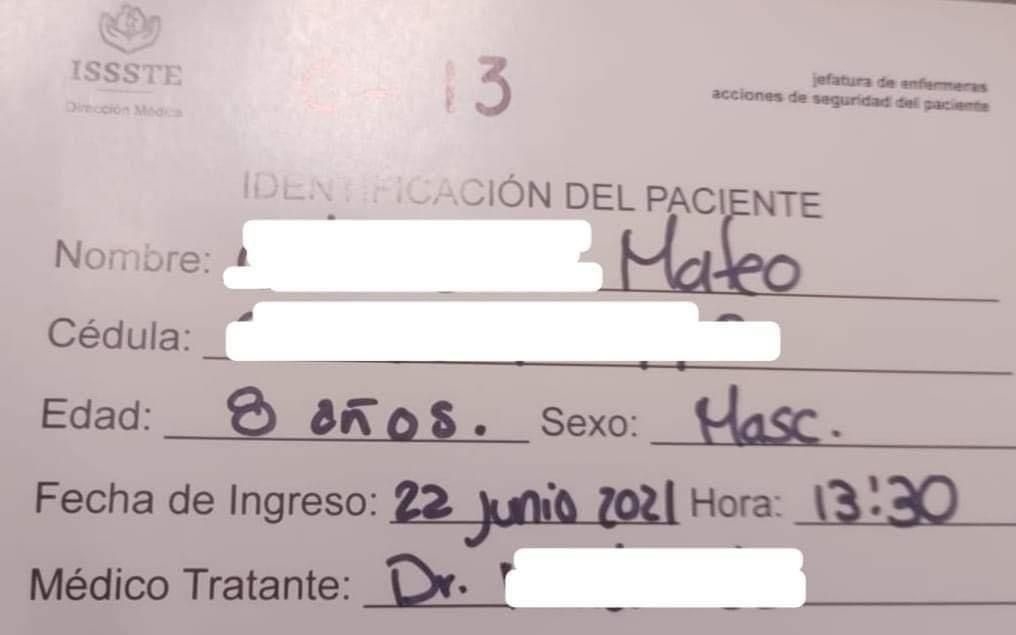 ISSSTE
Dirección Médica
C-13
jefatura de enfermeras
acciones de seguridad del paciente
IDENTIFICACIÓN DEL PACIENTE
Nombre: Mateo
Cédula:
Edad: 8 años. Sexo: Masc.
Fecha de Ingreso: 22 junio 2021 Hora: 13:30
Médico Tratante: Dr.